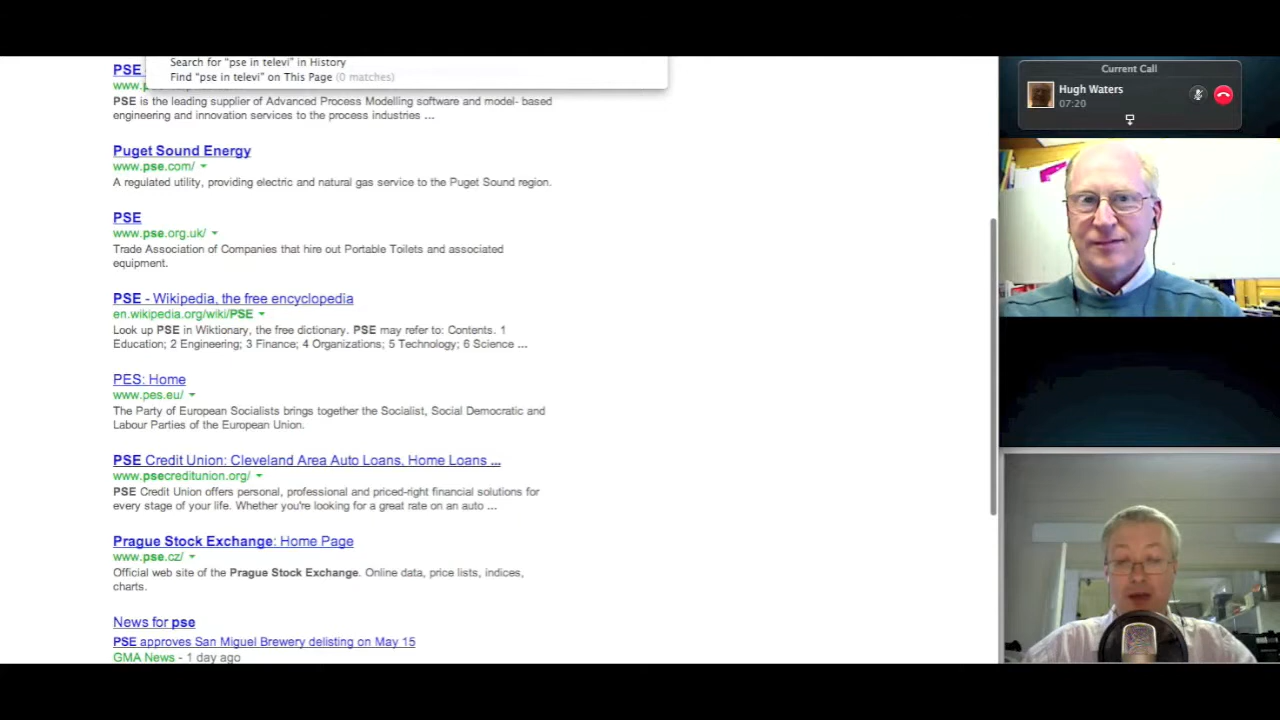 Search for "pse in televi" in History
Find "pse in televi" on This Page (0 matches)
PSE
www.
PSE is the leading supplier of Advanced Process Modelling software and model- based
engineering and innovation services to the process industries ...
Puget Sound Energy
www.pse.com/
A regulated utility, providing electric and natural gas service to the Puget Sound region.
PSE
www.pse.org.uk/
Trade Association of Companies that hire out Portable Toilets and associated
equipment.
PSE - Wikipedia, the free encyclopedia
en.wikipedia.org/wiki/PSE
Look up PSE in Wiktionary, the free dictionary. PSE may refer to: Contents. 1
Education; 2 Engineering; 3 Finance; 4 Organizations; 5 Technology; 6 Science ...
PES: Home
www.pes.eu/
The Party of European Socialists brings together the Socialist, Social Democratic and
Labour Parties of the European Union.
PSE Credit Union: Cleveland Area Auto Loans, Home Loans ...
www.psecreditunion.org/
PSE Credit Union offers personal, professional and priced-right financial solutions for
every stage of your life. Whether you're looking for a great rate on an auto ...
Prague Stock Exchange: Home Page
www.pse.cz/
Official web site of the Prague Stock Exchange. Online data, price lists, indices,
charts.
News for pse
PSE approves San Miguel Brewery delisting on May 15
GMA News - 1 day ago
Current Call
Hugh Waters
07:20